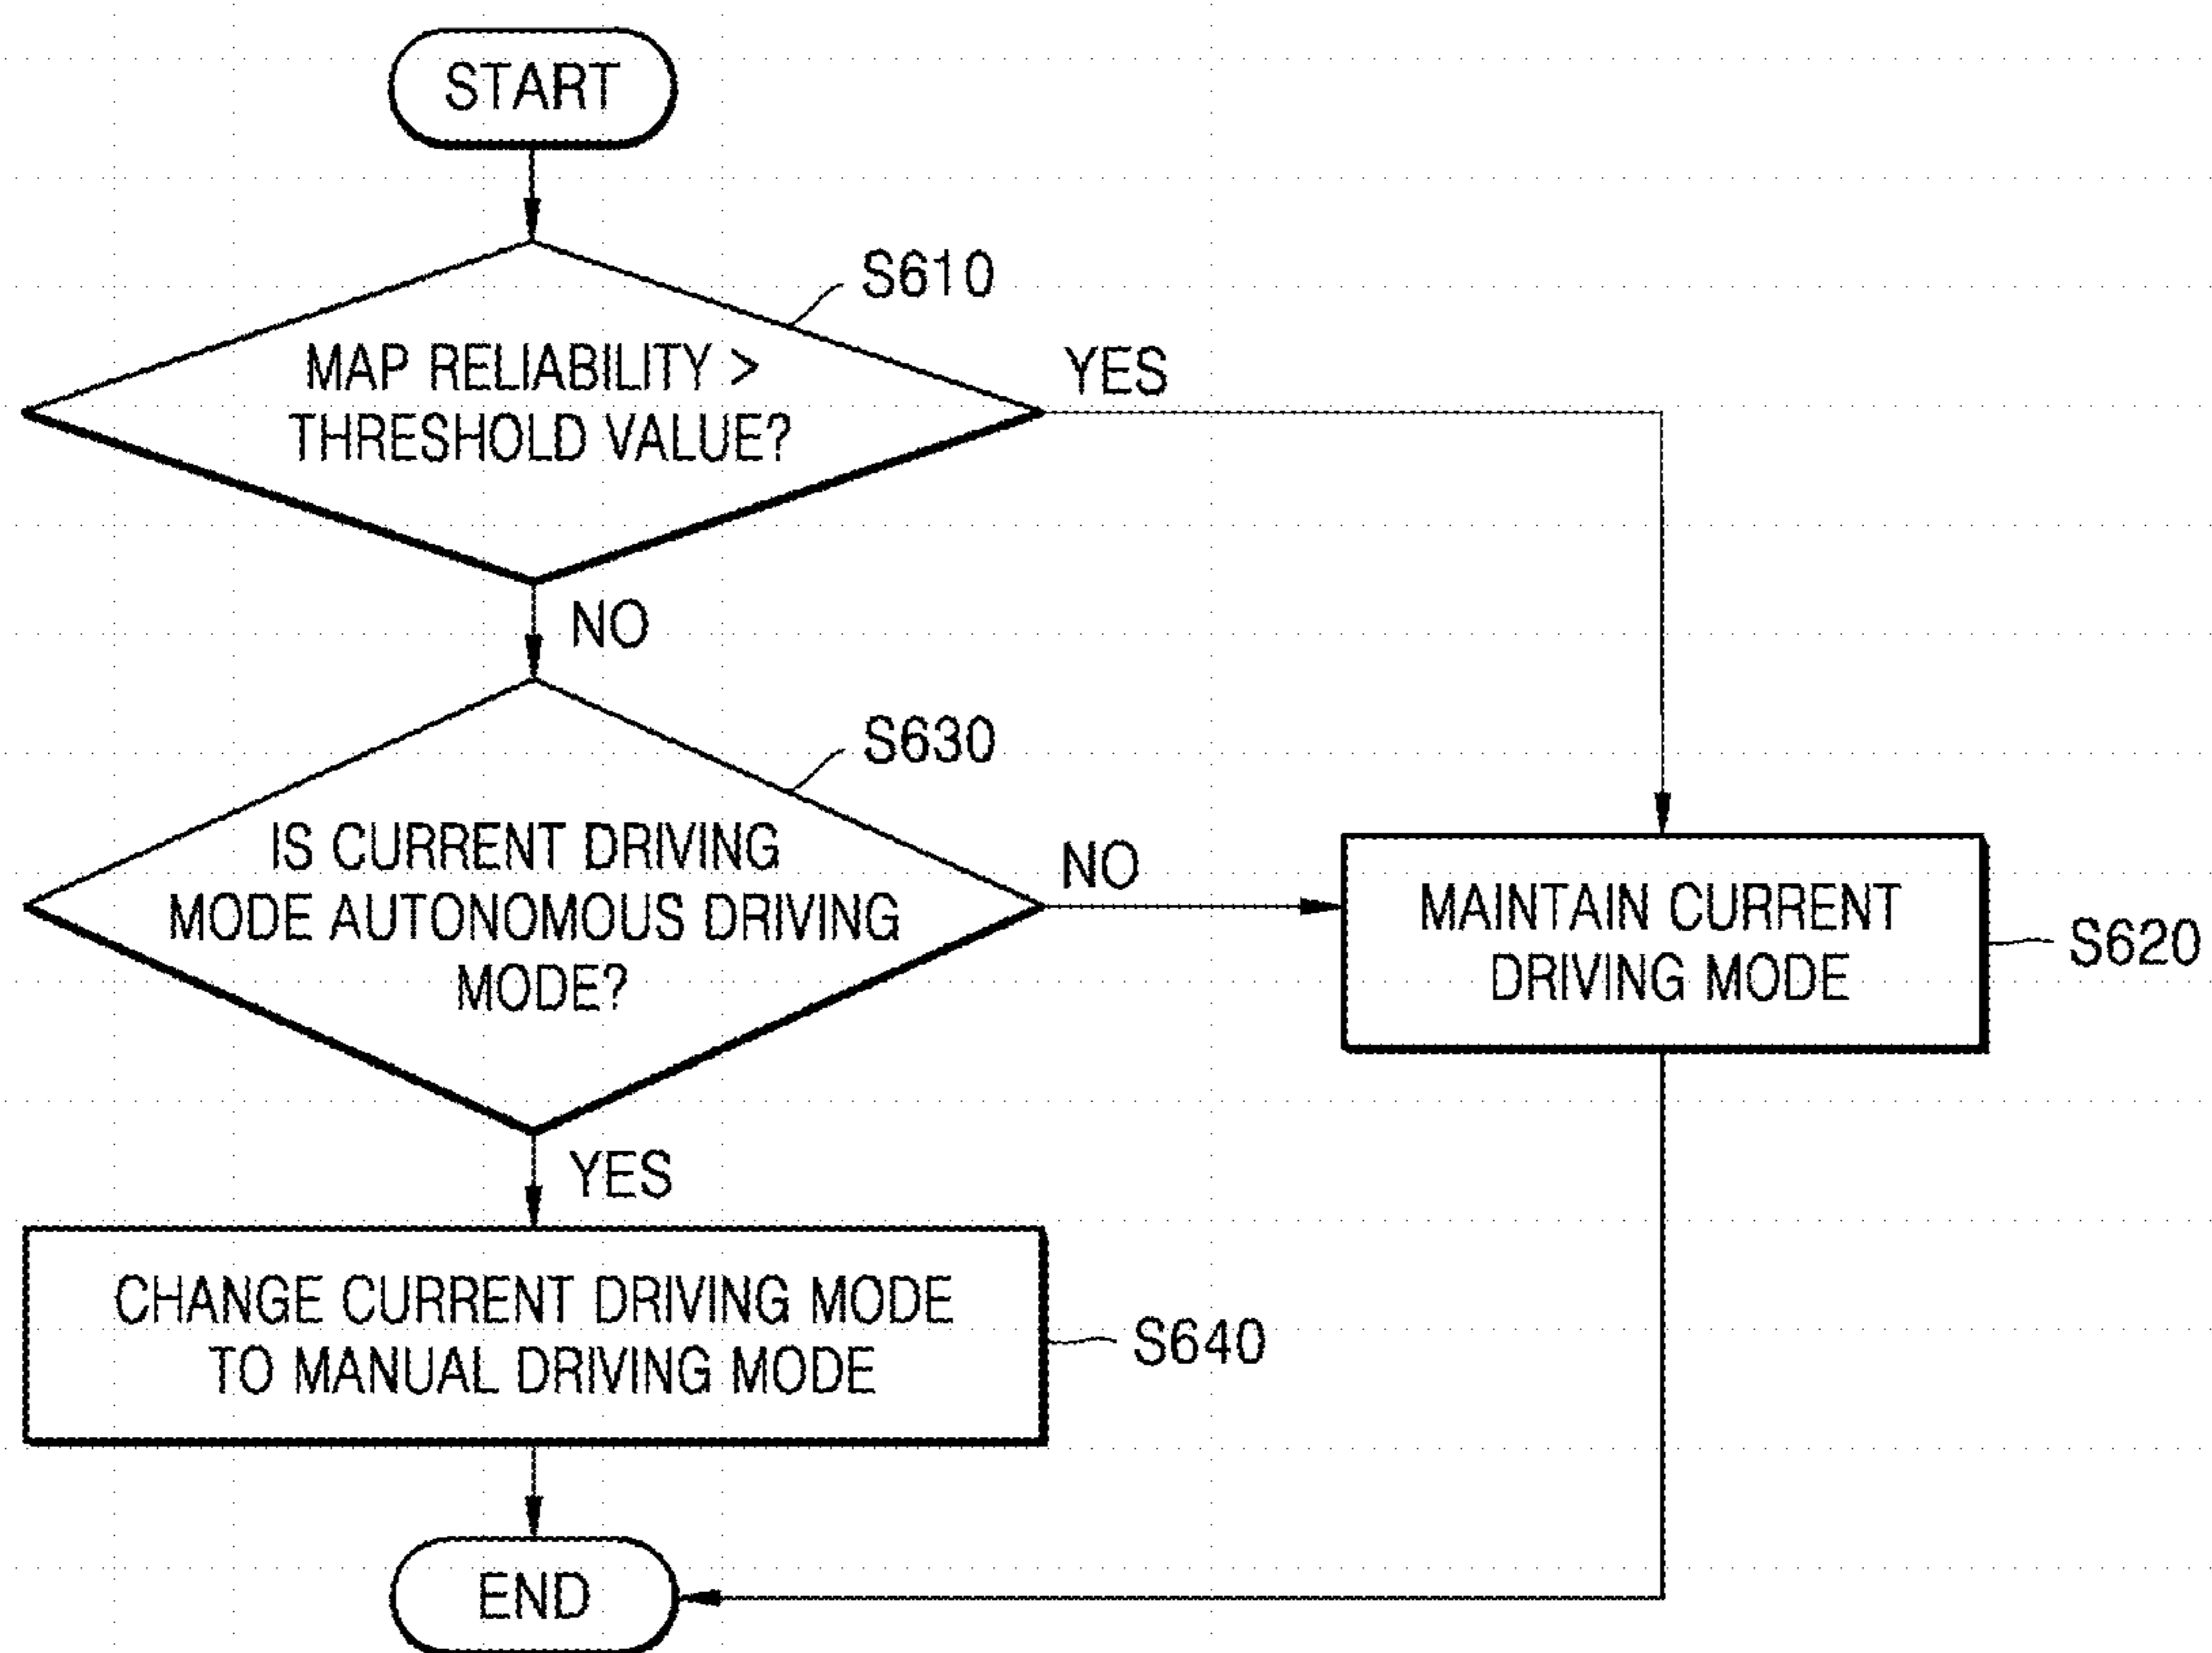 START
S610
MAP RELIABILITY >
THRESHOLD VALUE?
YES
NO
S630
IS CURRENT DRIVING
MODE AUTONOMOUS DRIVING
MODE?
NO
MAINTAIN CURRENT
DRIVING MODE
S620
YES
CHANGE CURRENT DRIVING MODE
TO MANUAL DRIVING MODE
S640
END